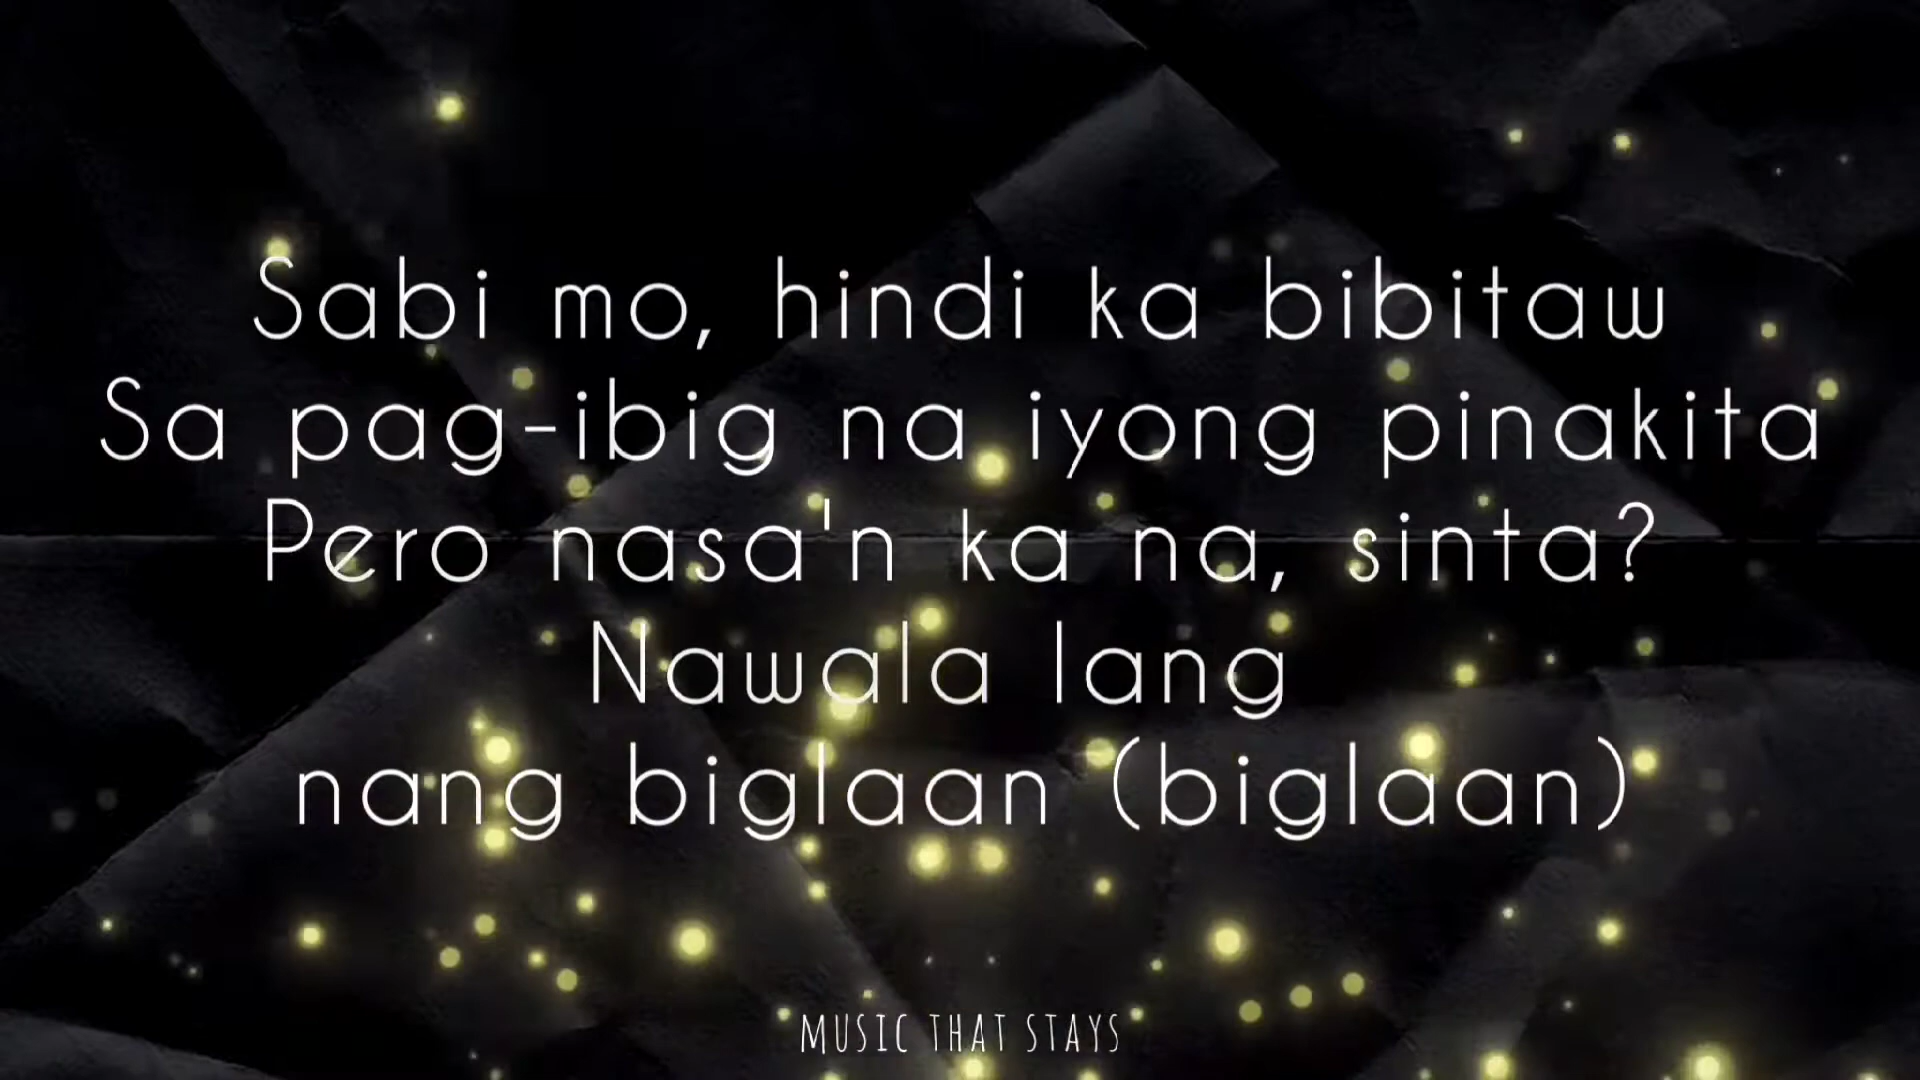 Sabi mo, hindi ka bibitaw
Sa pag-ibig na iyong pinakita
Pero nasa'n ka na, sinta?
Nawala lang
nang biglaan (biglaan)
MUSIC THAT STAYS